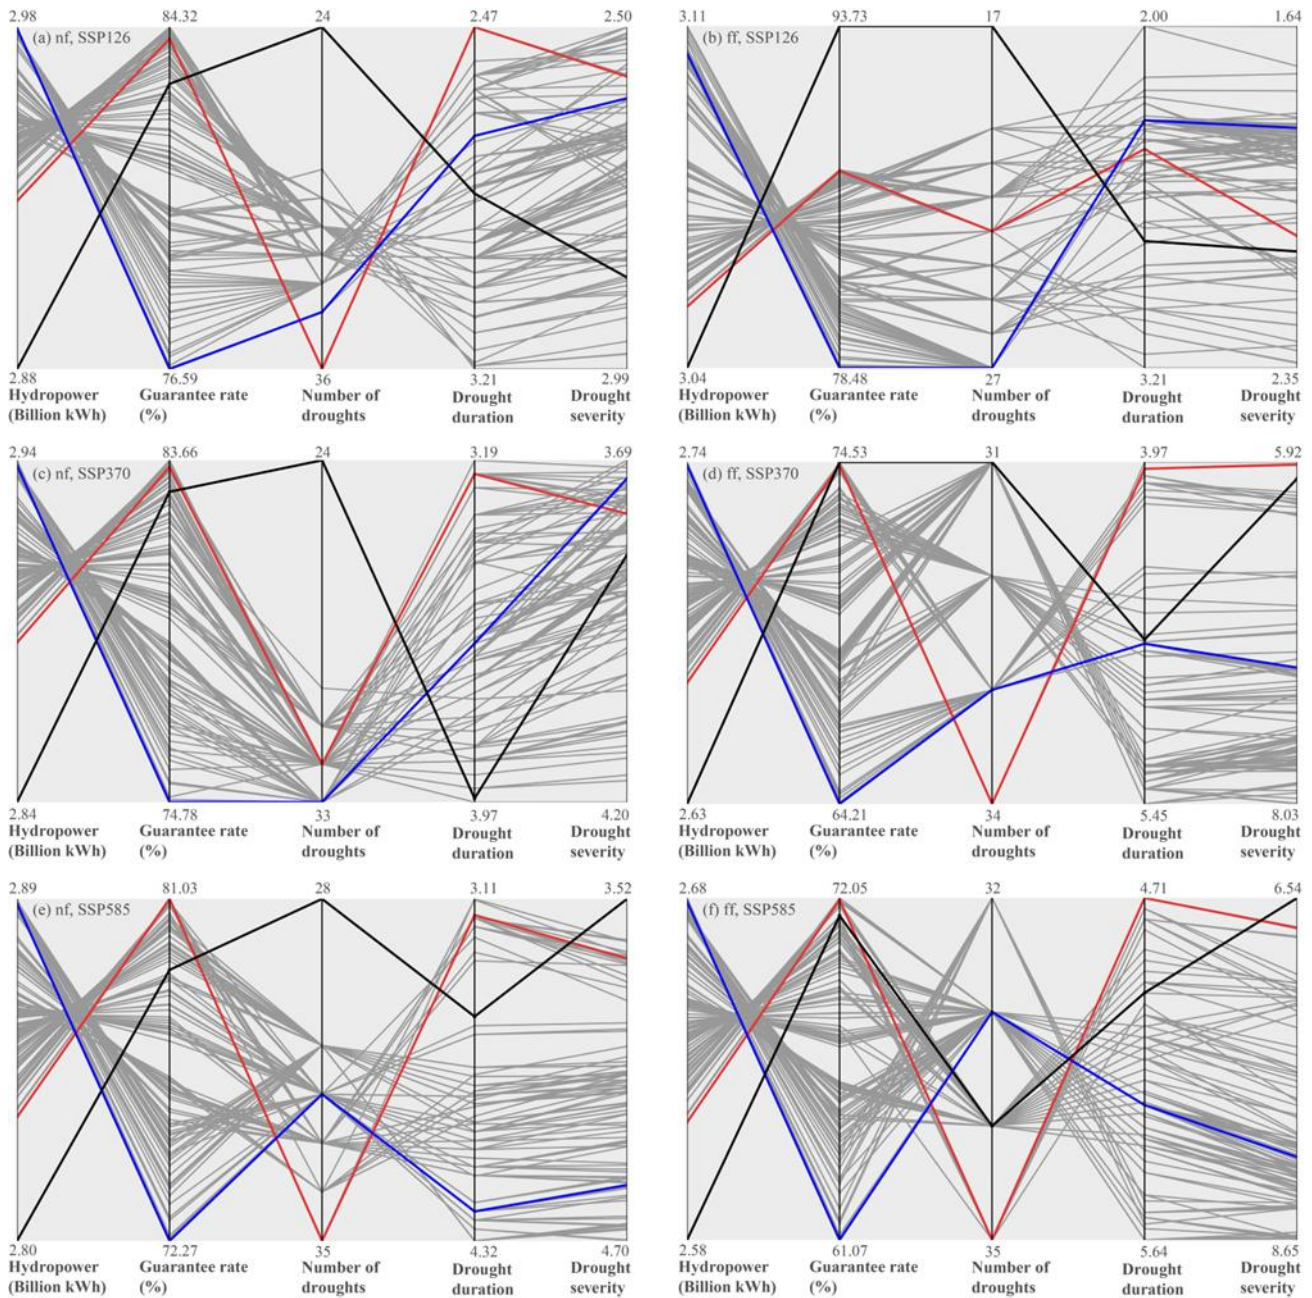 2.98 84.32 24 2.47 2.50
(a) nf, SSP126
2.88 76.59 36 3.21 2.99
Hydropower Guarantee rate Number of Drought Drought
(Billion kWh) (%) droughts duration severity
3.11 93.73 17 2.00 1.64
(b) ff, SSP126
3.04 78.48 27 3.21 2.35
Hydropower Guarantee rate Number of Drought Drought
(Billion kWh) (%) droughts duration severity
2.94 83.66 24 3.19 3.69
(c) nf, SSP370
2.84 74.78 33 3.97 4.20
Hydropower Guarantee rate Number of Drought Drought
(Billion kWh) (%) droughts duration severity
2.74 74.53 31 3.97 5.92
(d) ff, SSP370
2.63 64.21 34 5.45 8.03
Hydropower Guarantee rate Number of Drought Drought
(Billion kWh) (%) droughts duration severity
2.89 81.03 28 3.11 3.52
(e) nf, SSP585
2.80 72.27 35 4.32 4.70
Hydropower Guarantee rate Number of Drought Drought
(Billion kWh) (%) droughts duration severity
2.68 72.05 32 4.71 6.54
(f) ff, SSP585
2.58 61.07 35 5.64 8.65
Hydropower Guarantee rate Number of Drought Drought
(Billion kWh) (%) droughts duration severity